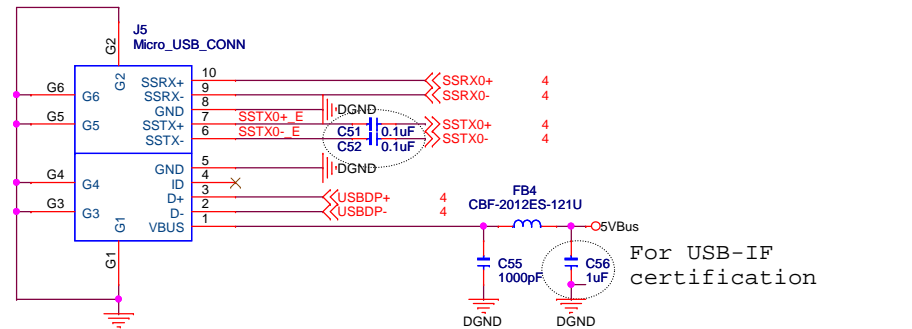 J5
Micro_USB_CONN
G2
G2
SSRX+ 10 SSRX0+ 4
G6 G6 SSRX- 9 SSRX0- 4
GND 8 DGND
G5 G5 SSTX+ 7 SSTX0+_E C51 0.1uF SSTX0+ 4
SSTX- 6 SSTX0-_E C52 0.1uF SSTX0- 4
GND 5 DGND
G4 G4 ID 4
D+ 3 USBDP+ 4
G3 G3 D- 2 USBDP- 4
G1 VBUS 1
G1
FB4
CBF-2012ES-121U
5VBus
C55
1000pF
DGND
C56
1uF
DGND
For USB-IF
certification